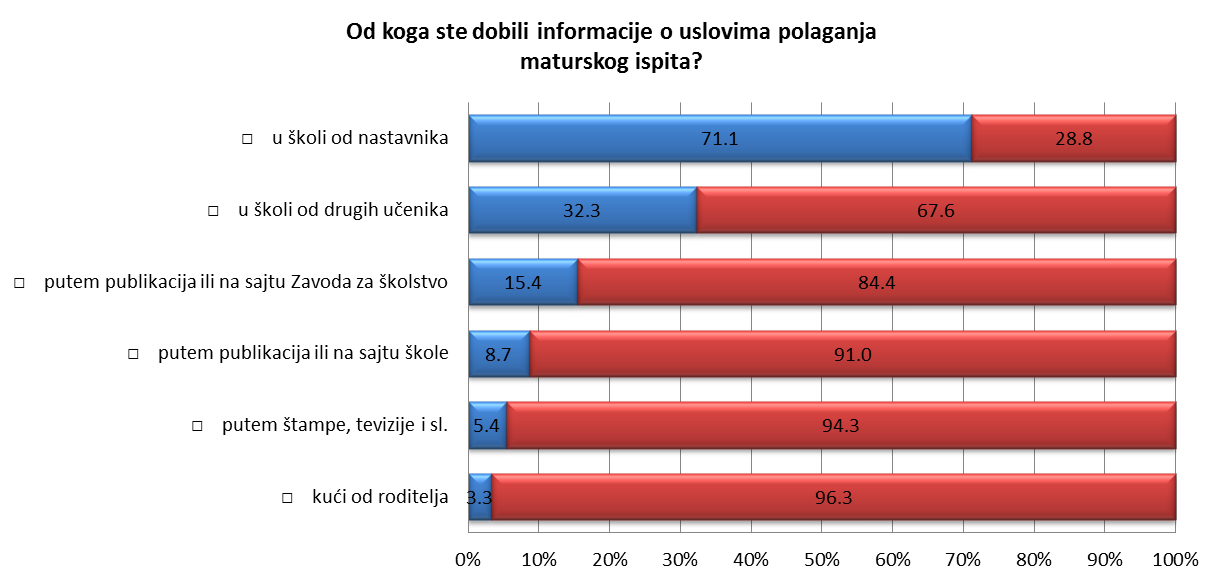 Od koga ste dobili informacije o uslovima polaganja
maturskog ispita?
□ u školi od nastavnika 71.1 28.8
□ u školi od drugih učenika 32.3 67.6
□ putem publikacija ili na sajtu Zavoda za školstvo 15.4 84.4
□ putem publikacija ili na sajtu škole 8.7 91.0
□ putem štampe, tevizije i sl. 5.4 94.3
□ kući od roditelja 3.3 96.3
0% 10% 20% 30% 40% 50% 60% 70% 80% 90% 100%